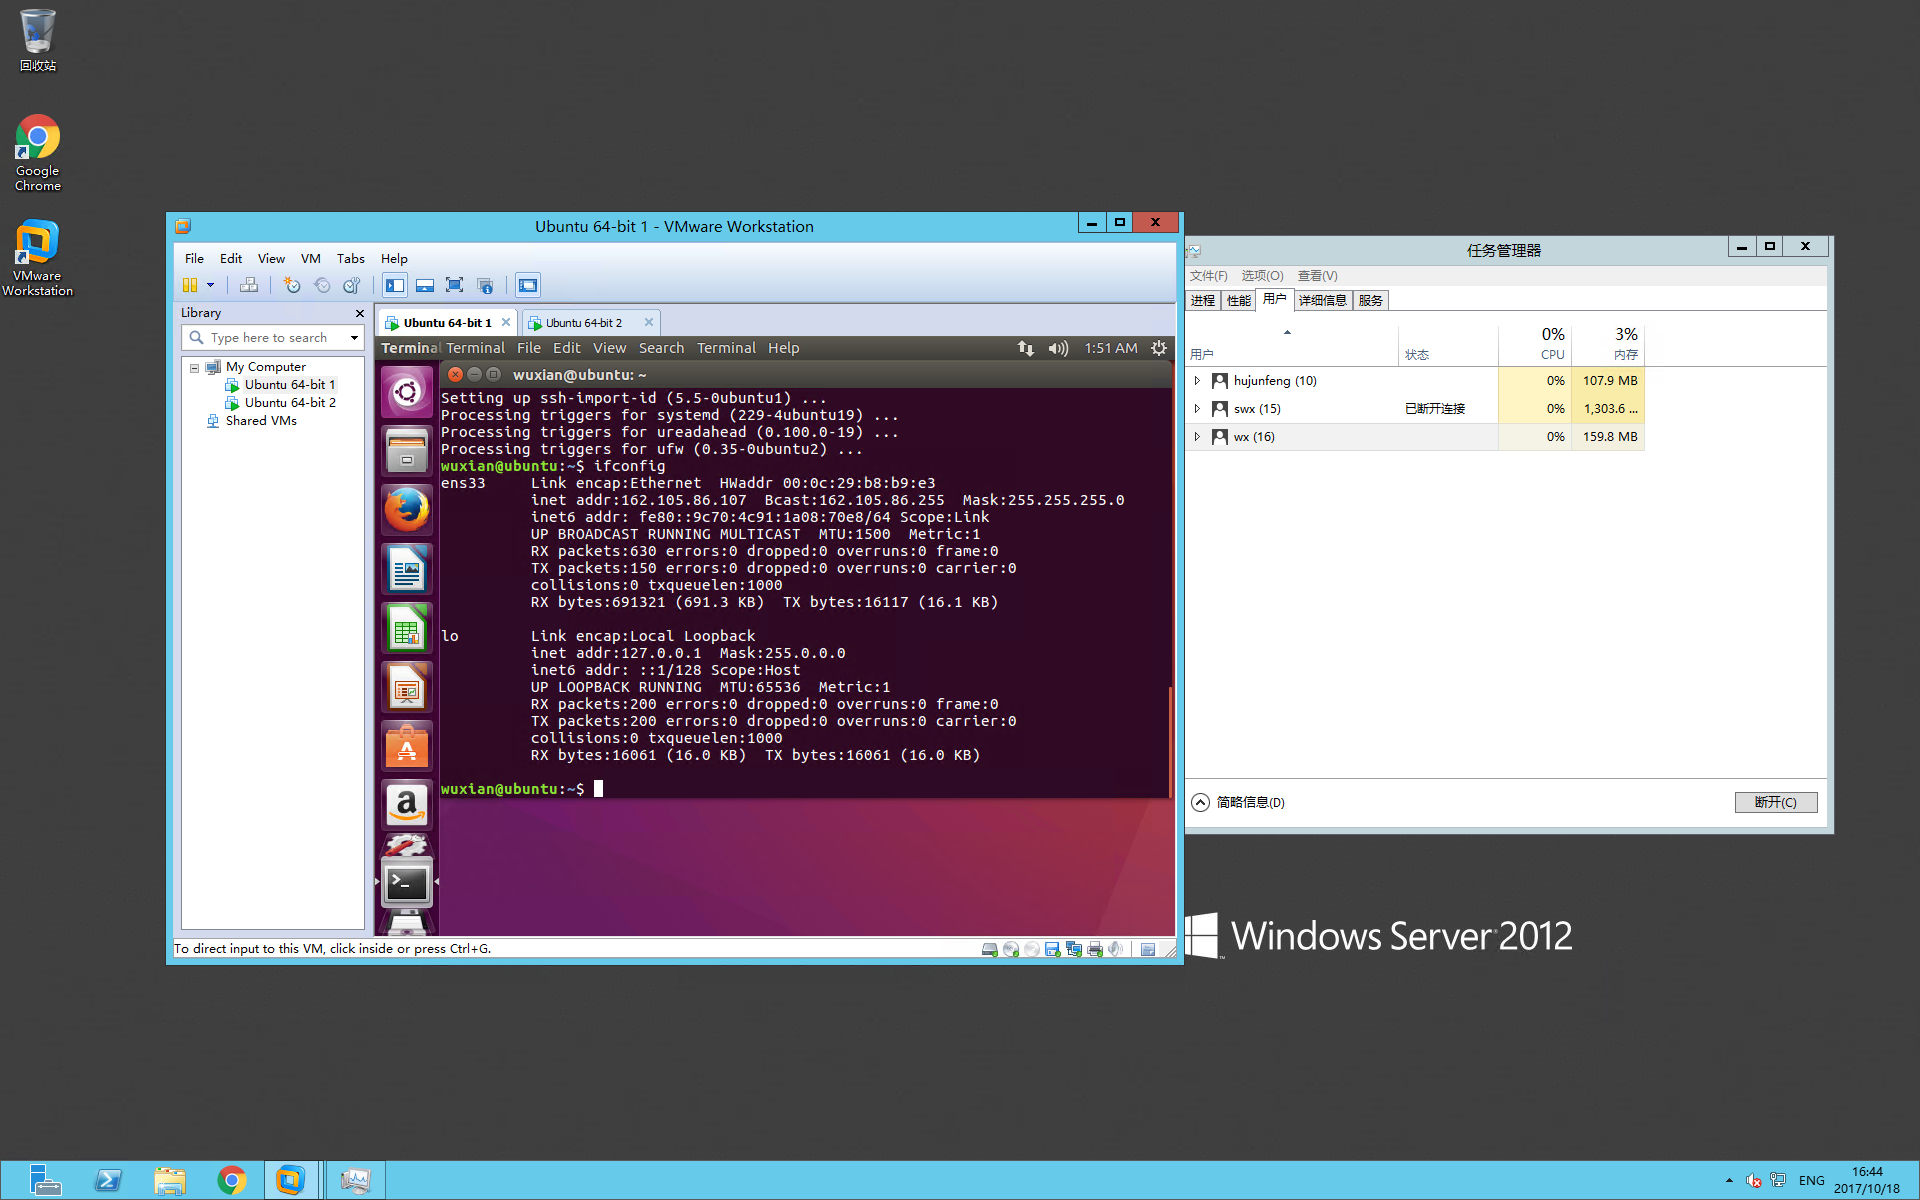 回收站
Google
Chrome
VMware
Workstation
Ubuntu 64-bit 1 - VMware Workstation
File Edit View VM Tabs Help
Library
Type here to search
My Computer
Ubuntu 64-bit 1
Ubuntu 64-bit 2
Shared VMs
Ubuntu 64-bit 1
Ubuntu 64-bit 2
Terminal Terminal File Edit View Search Terminal Help 1:51 AM
wuxian@ubuntu: ~
Setting up ssh-import-id (5.5-0ubuntu1) ...
Processing triggers for systemd (229-4ubuntu19) ...
Processing triggers for ureadahead (0.100.0-19) ...
Processing triggers for ufw (0.35-0ubuntu2) ...
wuxian@ubuntu:~$ ifconfig
ens33 Link encap:Ethernet HWaddr 00:0c:29:b8:b9:e3
inet addr:162.105.86.107 Bcast:162.105.86.255 Mask:255.255.255.0
inet6 addr: fe80::9c70:4c91:1a08:70e8/64 Scope:Link
UP BROADCAST RUNNING MULTICAST MTU:1500 Metric:1
RX packets:630 errors:0 dropped:0 overruns:0 frame:0
TX packets:150 errors:0 dropped:0 overruns:0 carrier:0
collisions:0 txqueuelen:1000
RX bytes:691321 (691.3 KB) TX bytes:16117 (16.1 KB)
lo Link encap:Local Loopback
inet addr:127.0.0.1 Mask:255.0.0.0
inet6 addr: ::1/128 Scope:Host
UP LOOPBACK RUNNING MTU:65536 Metric:1
RX packets:200 errors:0 dropped:0 overruns:0 frame:0
TX packets:200 errors:0 dropped:0 overruns:0 carrier:0
collisions:0 txqueuelen:1000
RX bytes:16061 (16.0 KB) TX bytes:16061 (16.0 KB)
wuxian@ubuntu:~$
To direct input to this VM, click inside or press Ctrl+G.
任务管理器
文件(F) 选项(O) 查看(V)
进程 性能 用户 详细信息 服务
0% 3%
用户 状态 CPU 内存
hujunfeng (10) 0% 107.9 MB
swx (15) 已断开连接 0% 1,303.6 ...
wx (16) 0% 159.8 MB
简略信息(D)
断开(C)
Windows Server 2012
ENG
16:44
2017/10/18